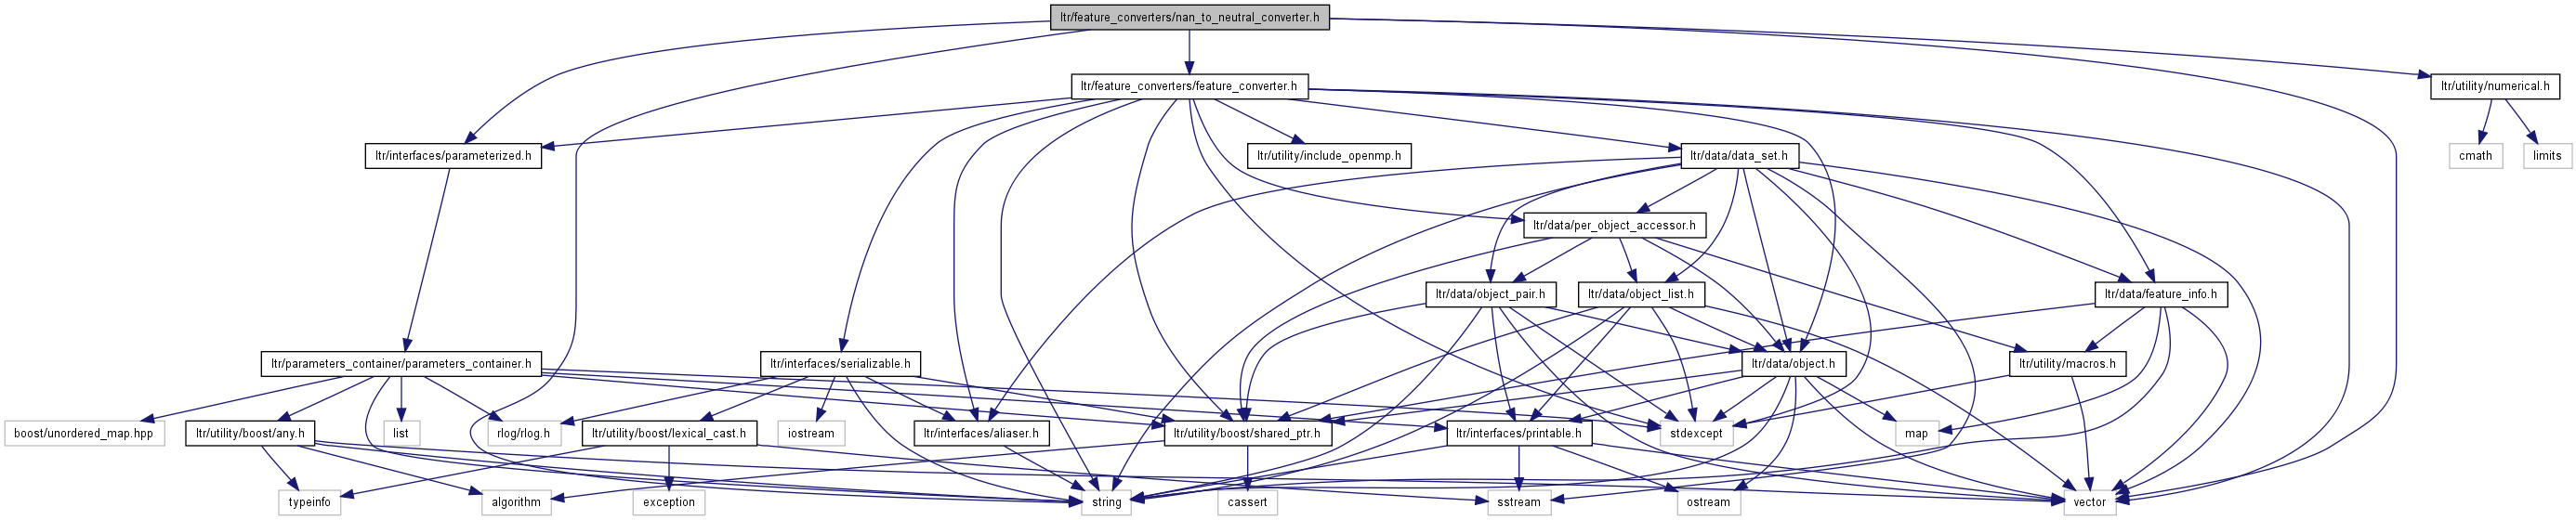 ltr/feature_converters/nan_to_neutral_converter.h
ltr/feature_converters/feature_converter.h
ltr/utility/numerical.h
ltr/interfaces/parameterized.h
ltr/utility/include_openmp.h
ltr/data/data_set.h
cmath
limits
ltr/data/per_object_accessor.h
ltr/data/object_pair.h
ltr/data/object_list.h
ltr/data/feature_info.h
ltr/parameters_container/parameters_container.h
ltr/interfaces/serializable.h
ltr/data/object.h
ltr/utility/macros.h
boost/unordered_map.hpp
ltr/utility/boost/any.h
list
rlog/rlog.h
ltr/utility/boost/lexical_cast.h
iostream
ltr/interfaces/aliaser.h
ltr/utility/boost/shared_ptr.h
ltr/interfaces/printable.h
stdexcept
map
typeinfo
algorithm
exception
string
cassert
sstream
ostream
vector